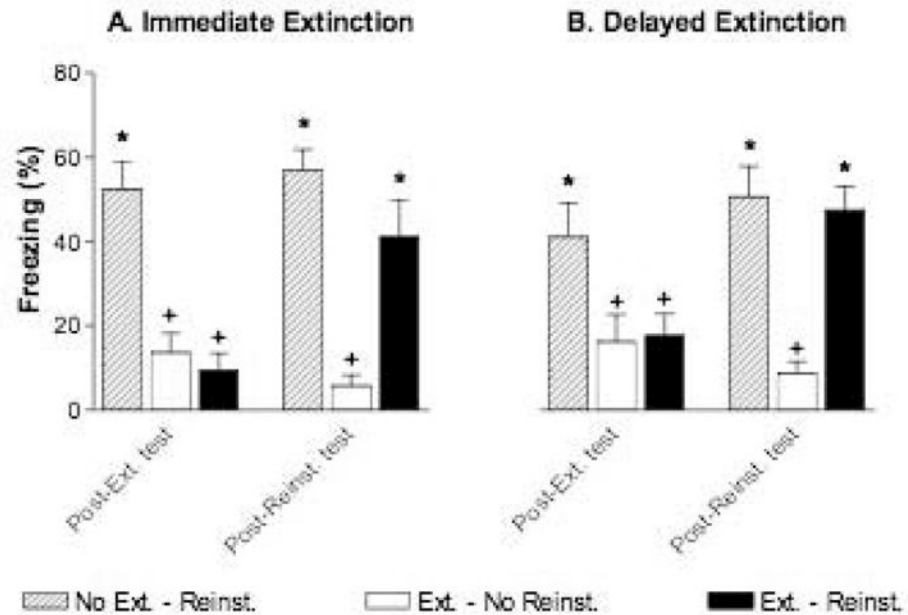 A. Immediate Extinction
B. Delayed Extinction
Freezing (%)
80
60
40
20
0
* + + * + *
* + + * + *
Post-Ext. test
Post-Reinst. test
Post-Ext. test
Post-Reinst. test
No Ext. - Reinst.
Ext. - No Reinst.
Ext. - Reinst.